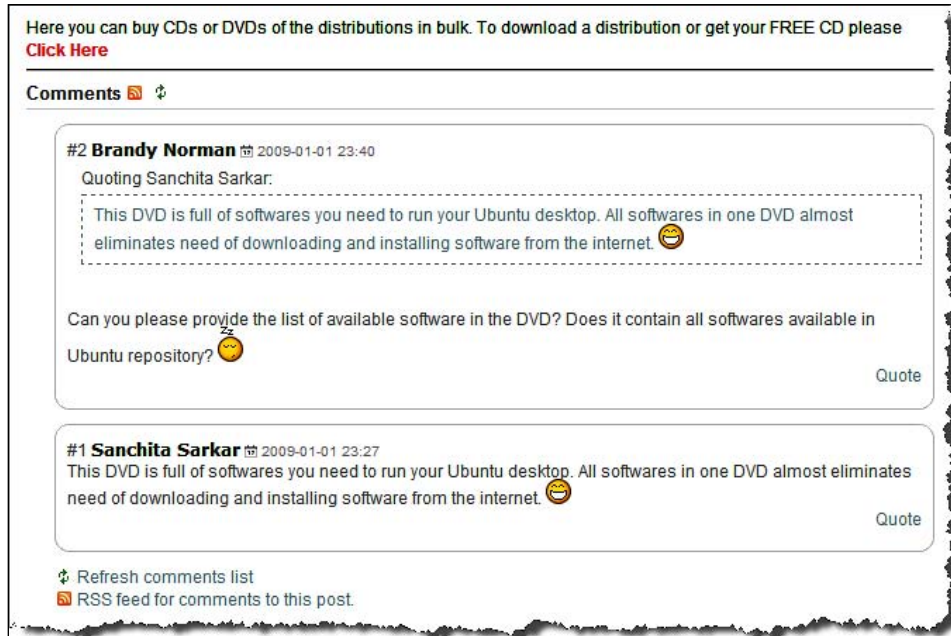 Here you can buy CDs or DVDs of the distributions in bulk. To download a distribution or get your FREE CD please
Click Here
Comments
#2 Brandy Norman 2009-01-01 23:40
Quoting Sanchita Sarkar:
This DVD is full of softwares you need to run your Ubuntu desktop. All softwares in one DVD almost
eliminates need of downloading and installing software from the internet.
Can you please provide the list of available software in the DVD? Does it contain all softwares available in
Ubuntu repository?
Quote
#1 Sanchita Sarkar 2009-01-01 23:27
This DVD is full of softwares you need to run your Ubuntu desktop. All softwares in one DVD almost eliminates
need of downloading and installing software from the internet.
Quote
Refresh comments list
RSS feed for comments to this post.